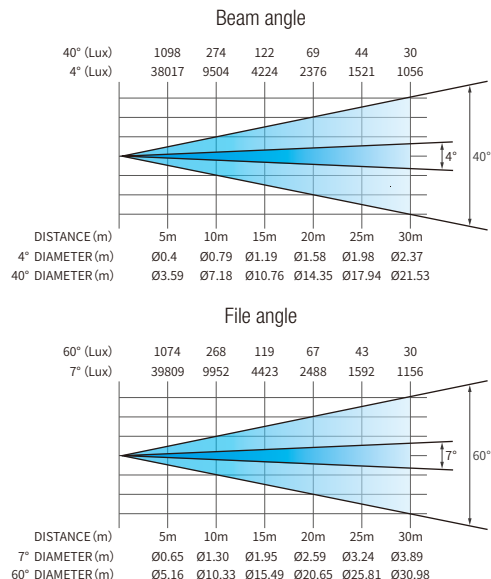 Beam angle
40° (Lux) 1098 274 122 69 44 30
4° (Lux) 38017 9504 4224 2376 1521 1056
4° 40°
DISTANCE (m) 5m 10m 15m 20m 25m 30m
4° DIAMETER (m) Ø0.4 Ø0.79 Ø1.19 Ø1.58 Ø1.98 Ø2.37
40° DIAMETER (m) Ø3.59 Ø7.18 Ø10.76 Ø14.35 Ø17.94 Ø21.53
File angle
60° (Lux) 1074 268 119 67 43 30
7° (Lux) 39809 9952 4423 2488 1592 1156
7° 60°
DISTANCE (m) 5m 10m 15m 20m 25m 30m
7° DIAMETER (m) Ø0.65 Ø1.30 Ø1.95 Ø2.59 Ø3.24 Ø3.89
60° DIAMETER (m) Ø5.16 Ø10.33 Ø15.49 Ø20.65 Ø25.81 Ø30.98